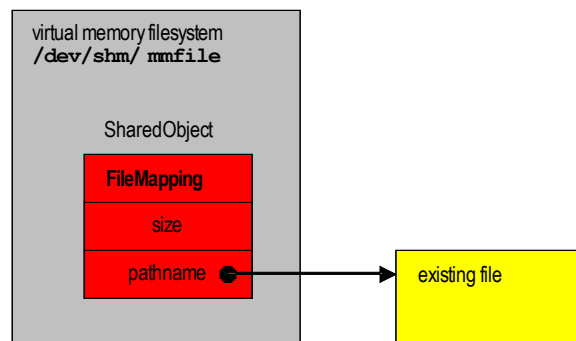 virtual memory filesystem
/dev/shm/ mmfile
SharedObject
FileMapping
size
pathname
existing file